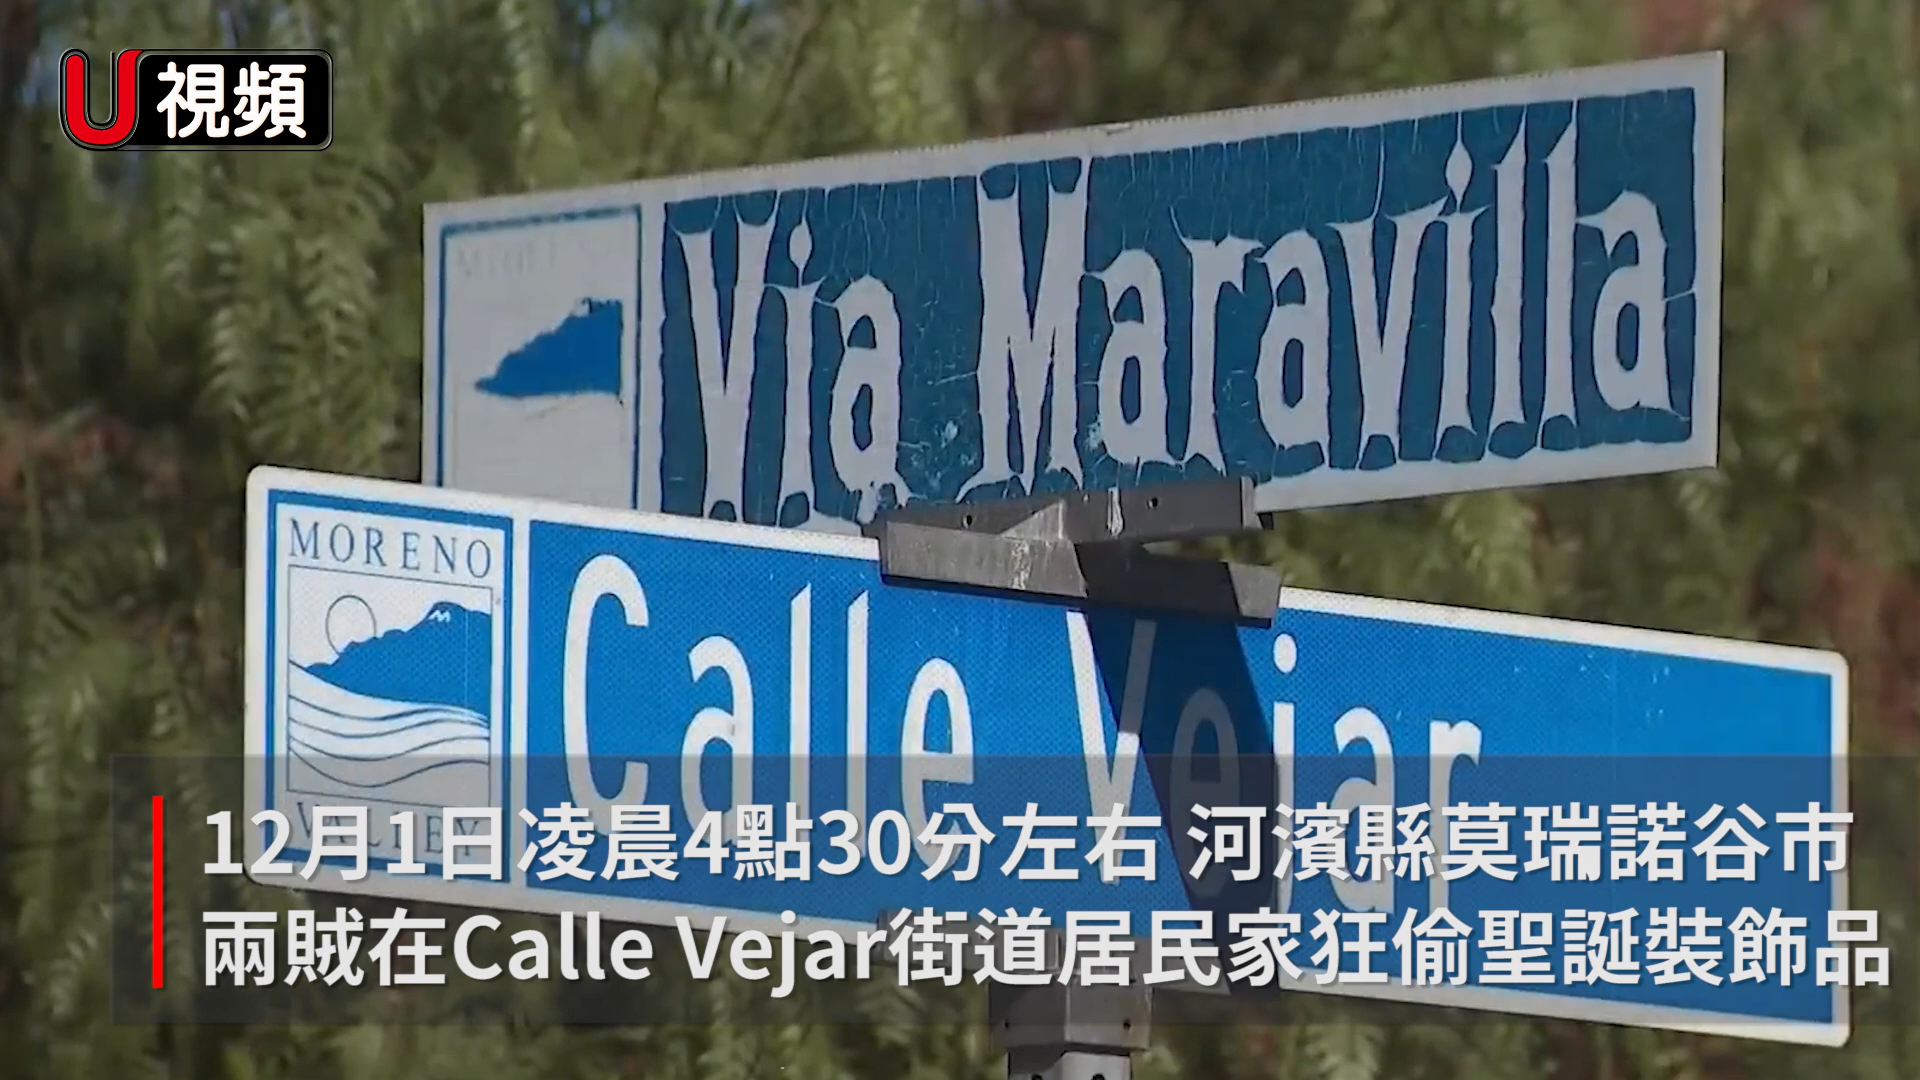 U視頻
Via Maravilla
MORENO
VALLEY
Calle Vejar
12月1日凌晨4點30分左右 河濱縣莫瑞諾谷市
兩賊在Calle Vejar街道居民家狂偷聖誕裝飾品